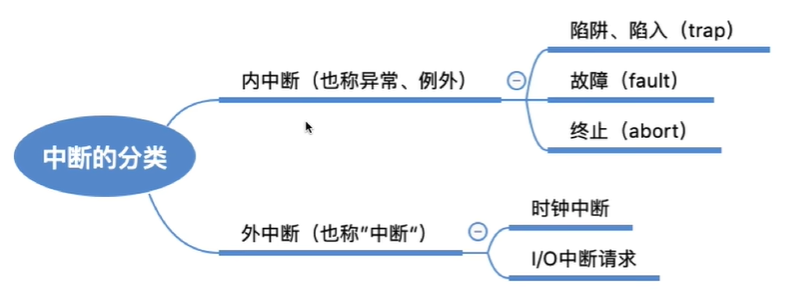 中断的分类
内中断（也称异常、例外）
陷阱、陷入（trap）
故障（fault）
终止（abort）
外中断（也称”中断“）
时钟中断
I/O中断请求